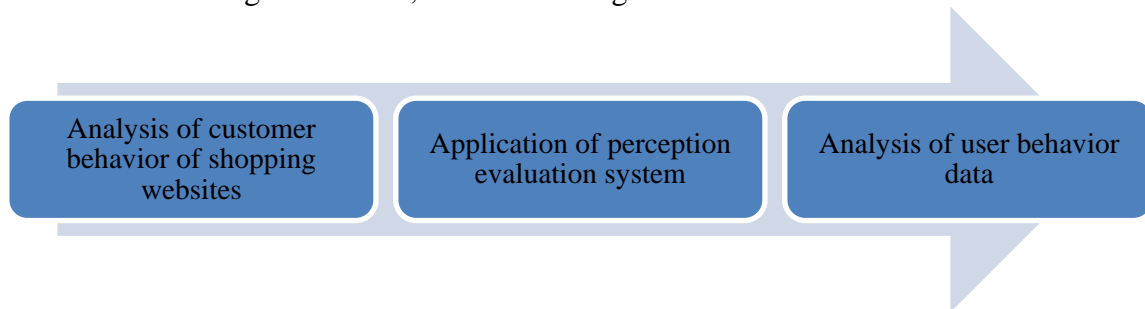 Analysis of customer
behavior of shopping
websites
Application of perception
evaluation system
Analysis of user behavior
data